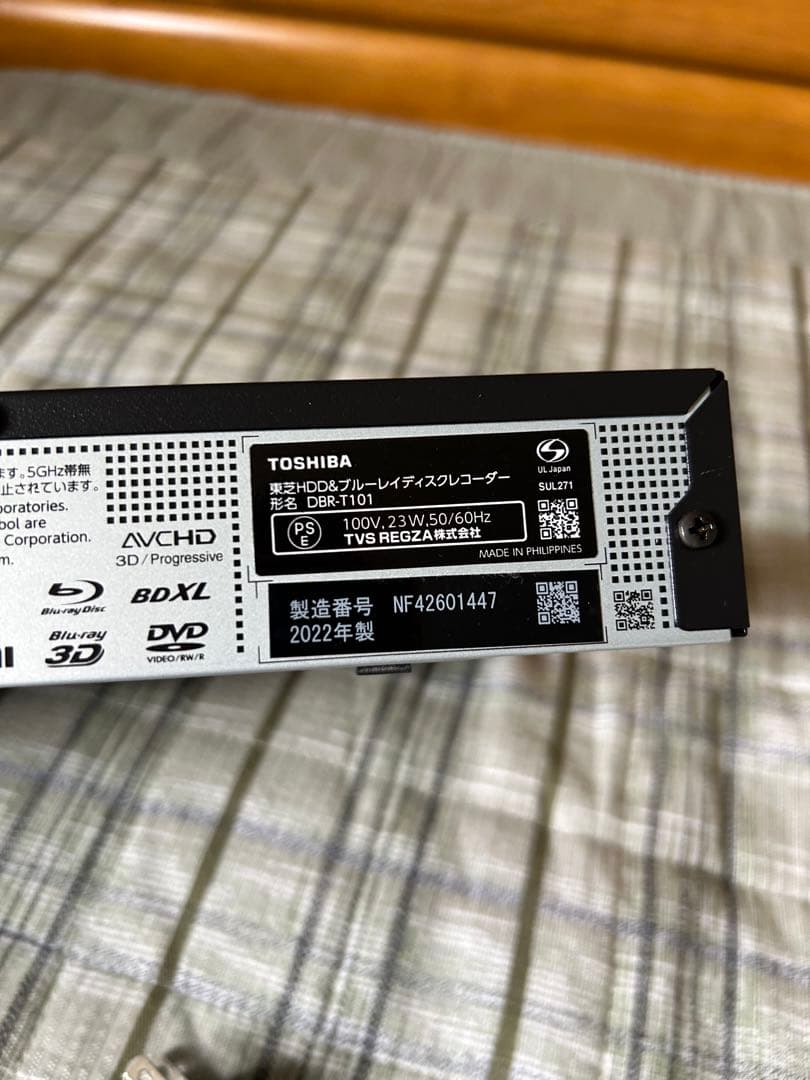 ます。5GHz帯無
止されています。
oratories.
bol are
Corporation.
m.
AVCHD
3D / Progressive
Blu-ray Disc
BDXL
Blu-ray
3D
DVD
VIDEO/RW/R
TOSHIBA
東芝HDD&ブルーレイディスクレコーダー
形名 DBR-T101
PS
E
100V, 23W, 50/60Hz
TVS REGZA株式会社
S
UL Japan
SUL271
MADE IN PHILIPPINES
製造番号 NF42601447
2022年製